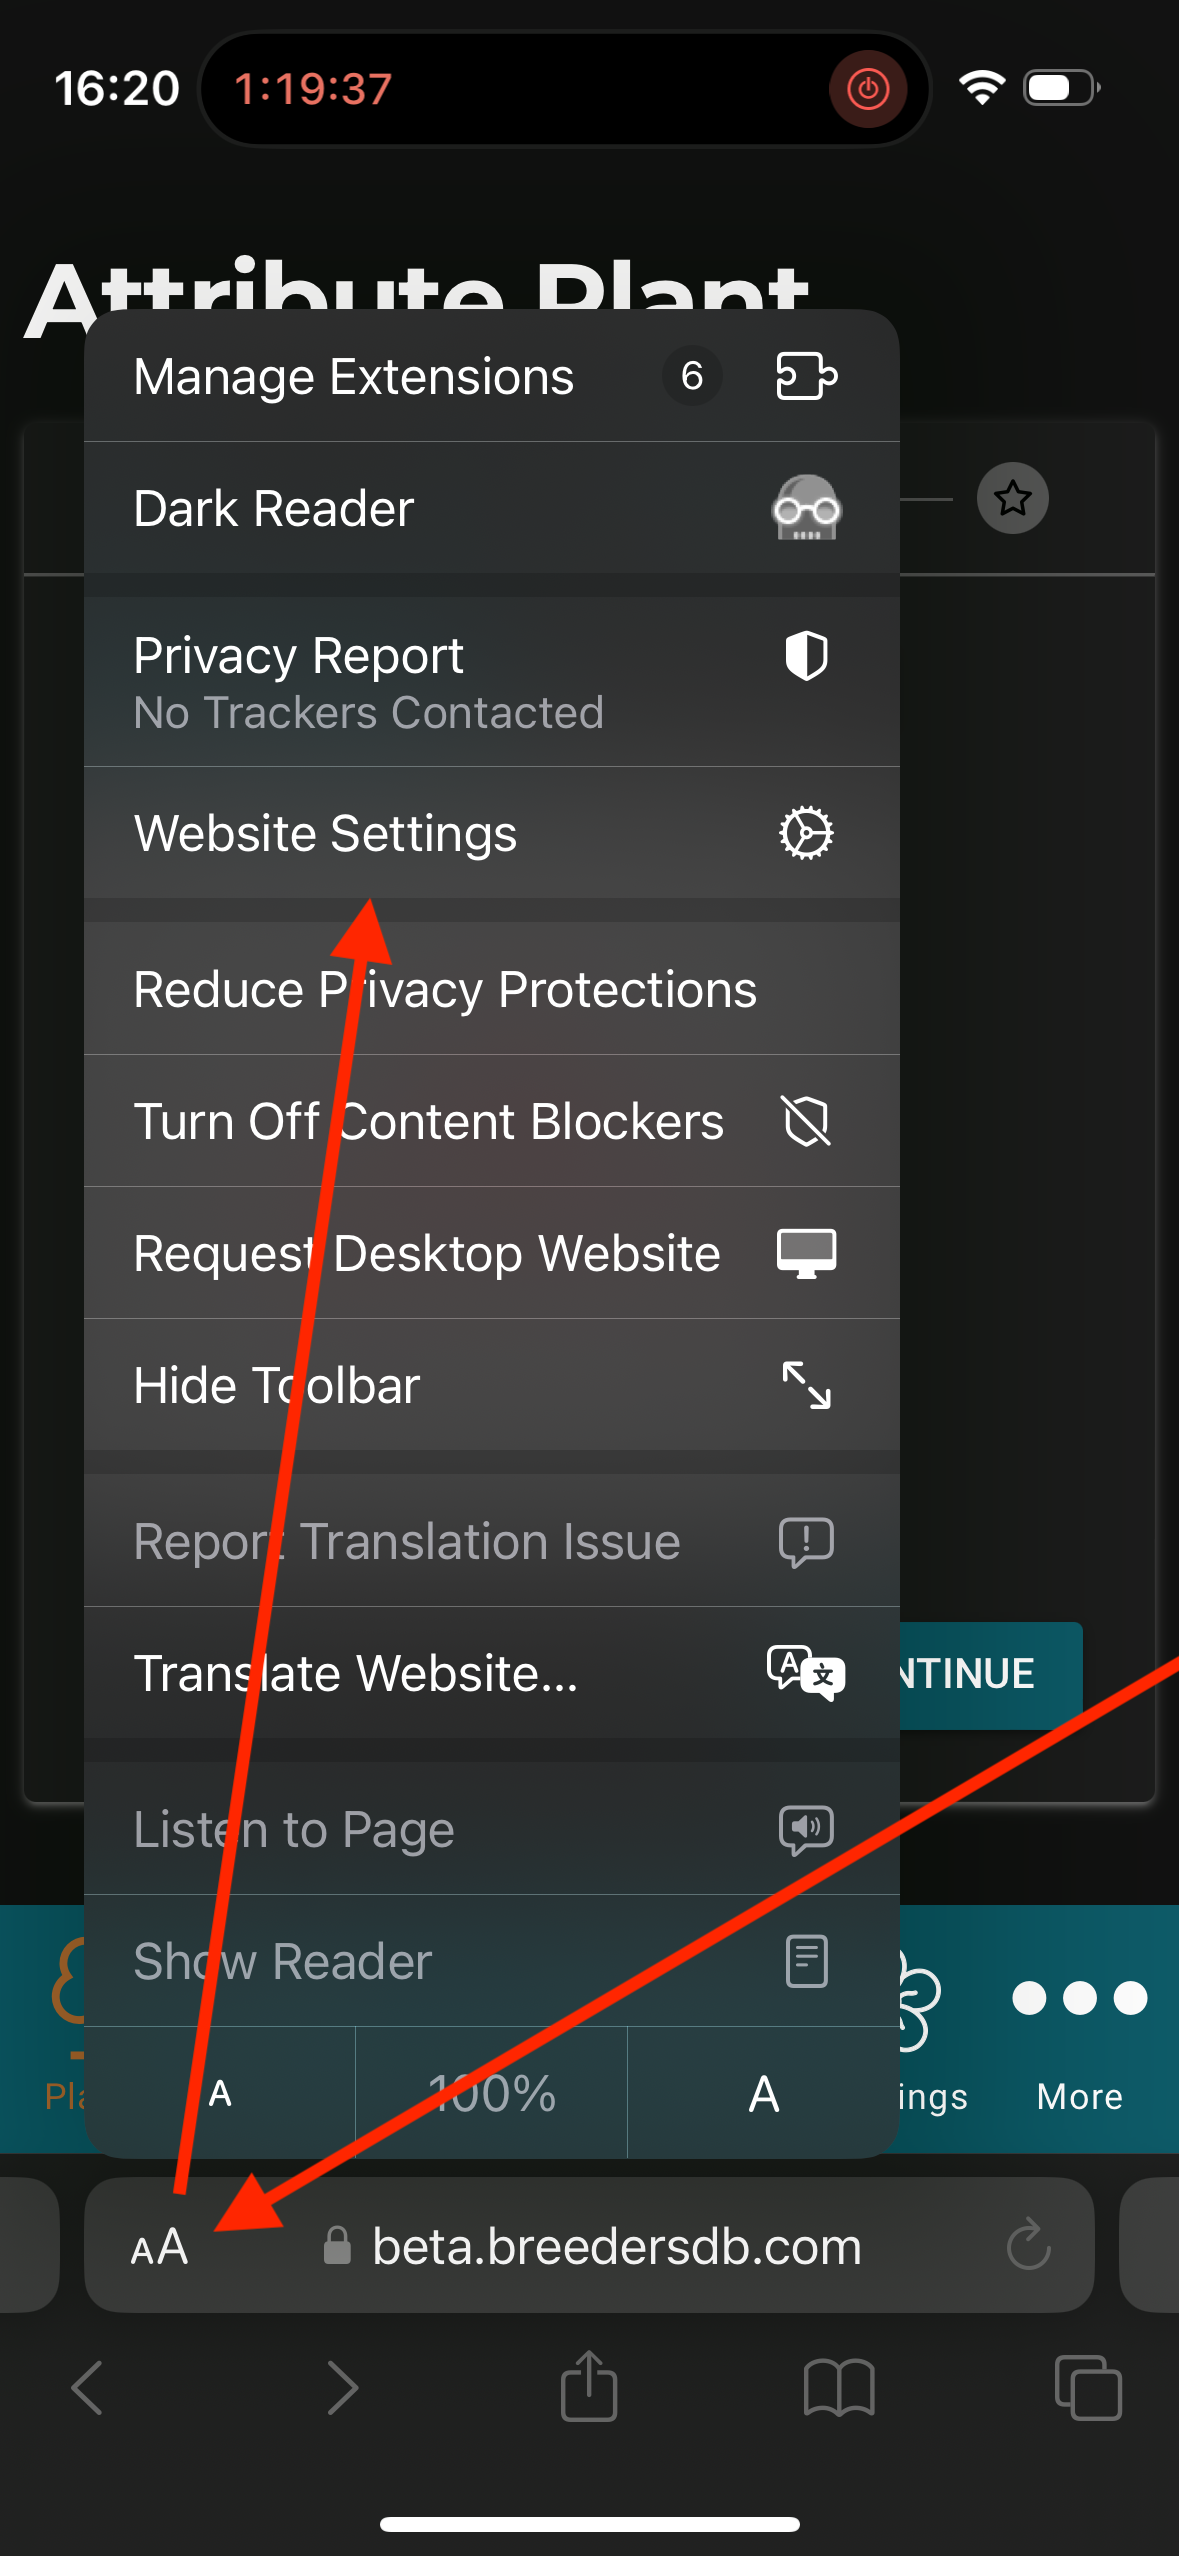 16:20
1:19:37
Attribute Plant
Manage Extensions 6
Dark Reader
Privacy Report
No Trackers Contacted
Website Settings
Reduce Privacy Protections
Turn Off Content Blockers
Request Desktop Website
Hide Toolbar
Report Translation Issue
Translate Website...
NTINUE
Listen to Page
Show Reader
A 100% A
Pla
ings
More
AA beta.breedersdb.com